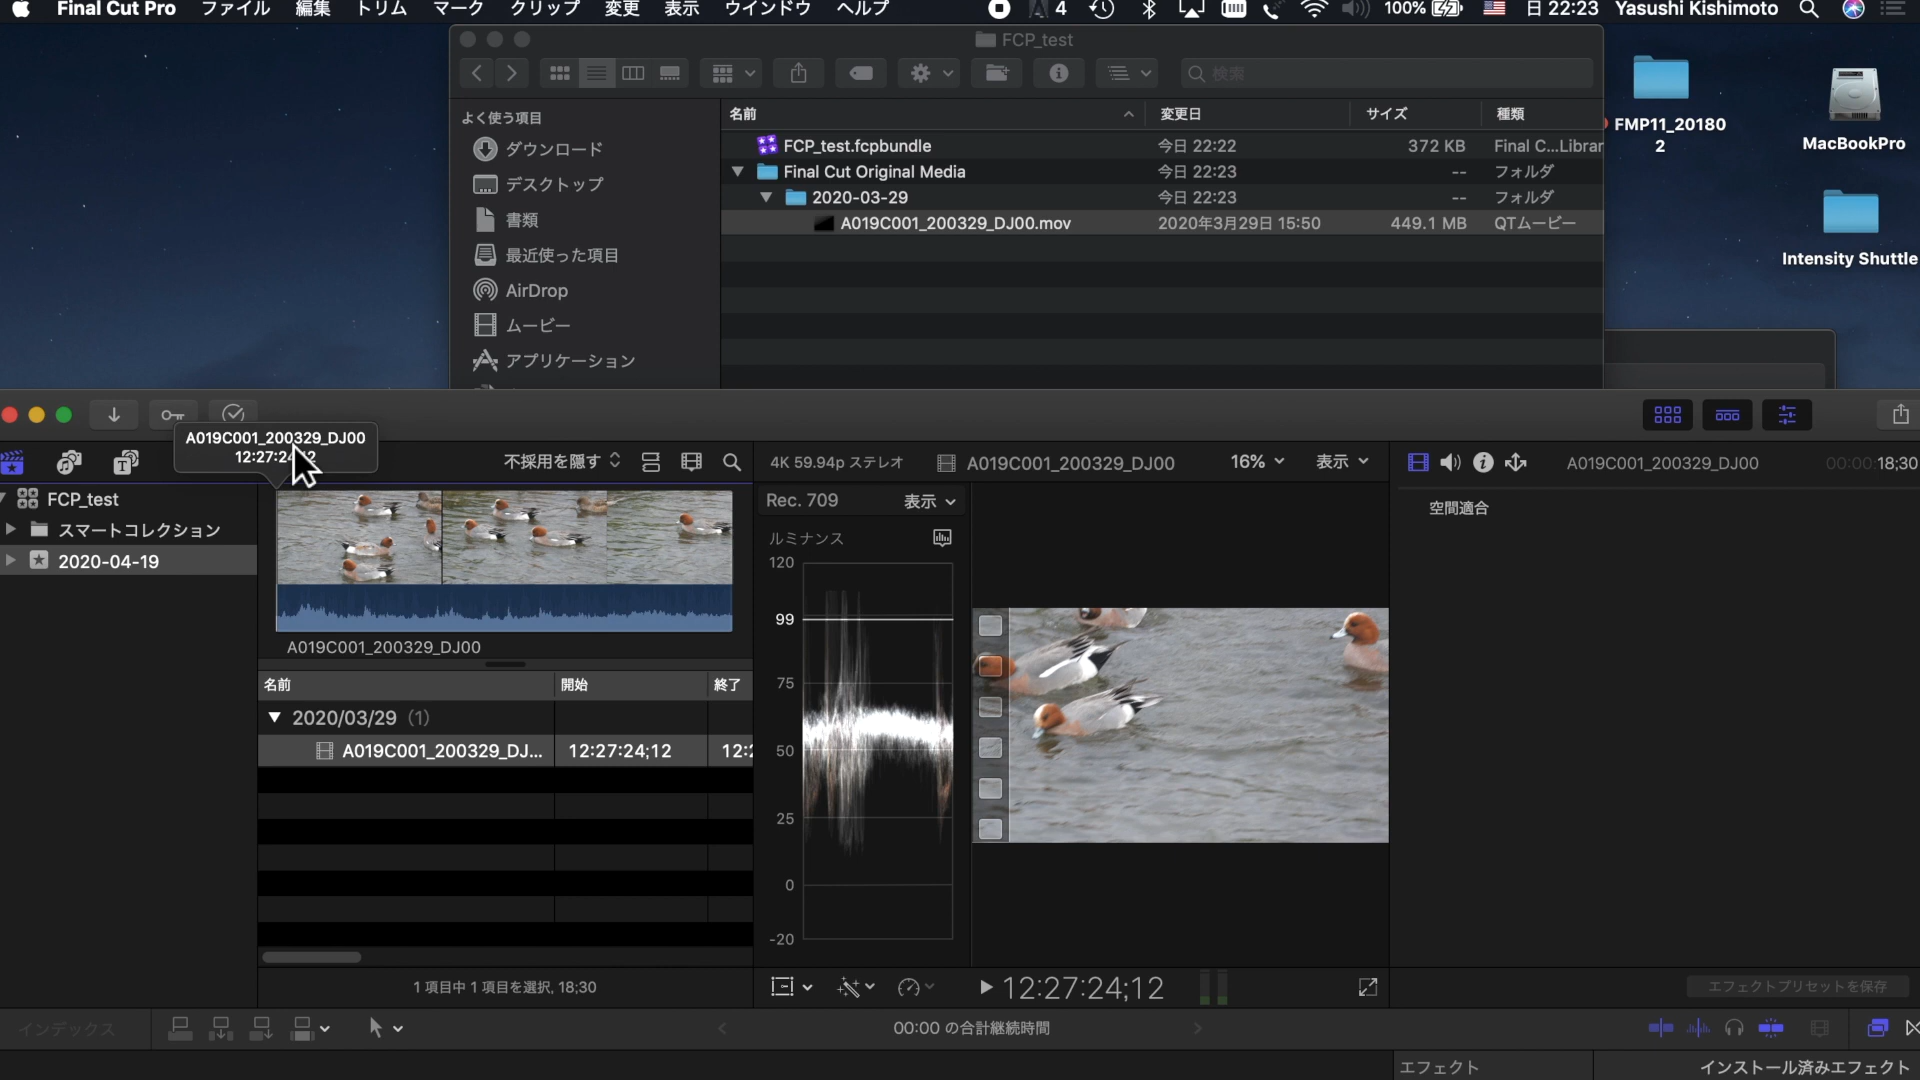 Final Cut Pro ファイル 編集 トリム マーク クリップ 変更 表示 ウインドウ ヘルプ 4 100% 日 22:23 Yasushi Kishimoto
FCP_test
検索
よく使う項目
ダウンロード
デスクトップ
書類
最近使った項目
AirDrop
ムービー
アプリケーション
名前 変更日 サイズ 種類
FCP_test.fcpbundle 今日 22:22 372 KB Final C...Librar
Final Cut Original Media 今日 22:23 -- フォルダ
2020-03-29 今日 22:23 -- フォルダ
A019C001_200329_DJ00.mov 2020年3月29日 15:50 449.1 MB QTムービー
FMP11_20180
2
MacBookPro
Intensity Shuttle
A019C001_200329_DJ00
不採用を隠す
4K 59.94p ステレオ
A019C001_200329_DJ00
16%
表示
A019C001_200329_DJ00
00:00:18;30
FCP_test
スマートコレクション
2020-04-19
A019C001_200329_DJ00
名前 開始 終了
2020/03/29 (1)
A019C001_200329_DJ... 12:27:24;12
1 項目中 1 項目を選択, 18;30
Rec. 709 表示
ルミナンス
120
99
75
50
25
0
-20
12:27:24;12
空間適合
エフェクトプリセットを保存
インデックス
00:00 の合計継続時間
エフェクト インストール済みエフェクト